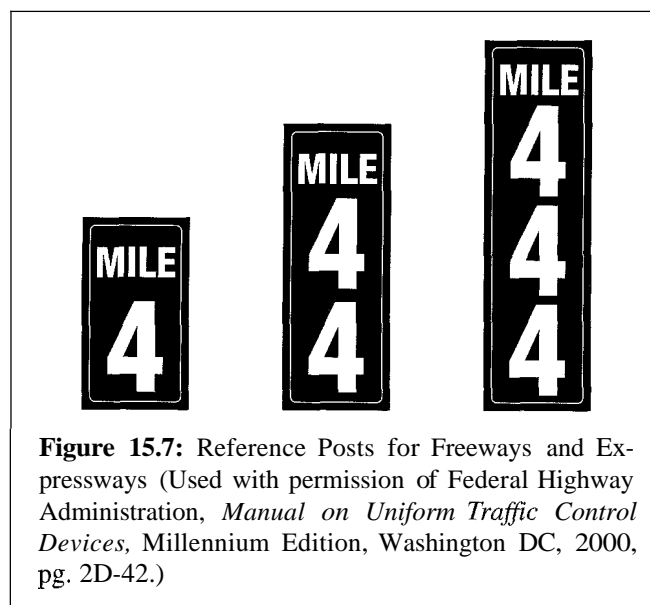 MILE
4
MILE
4
4
MILE
4
4
4
Figure 15.7: Reference Posts for Freeways and Ex-
pressways (Used with permission of Federal Highway
Administration, Manual on Uniform Traffic Control
Devices, Millennium Edition, Washington DC, 2000,
pg. 2D-42.)